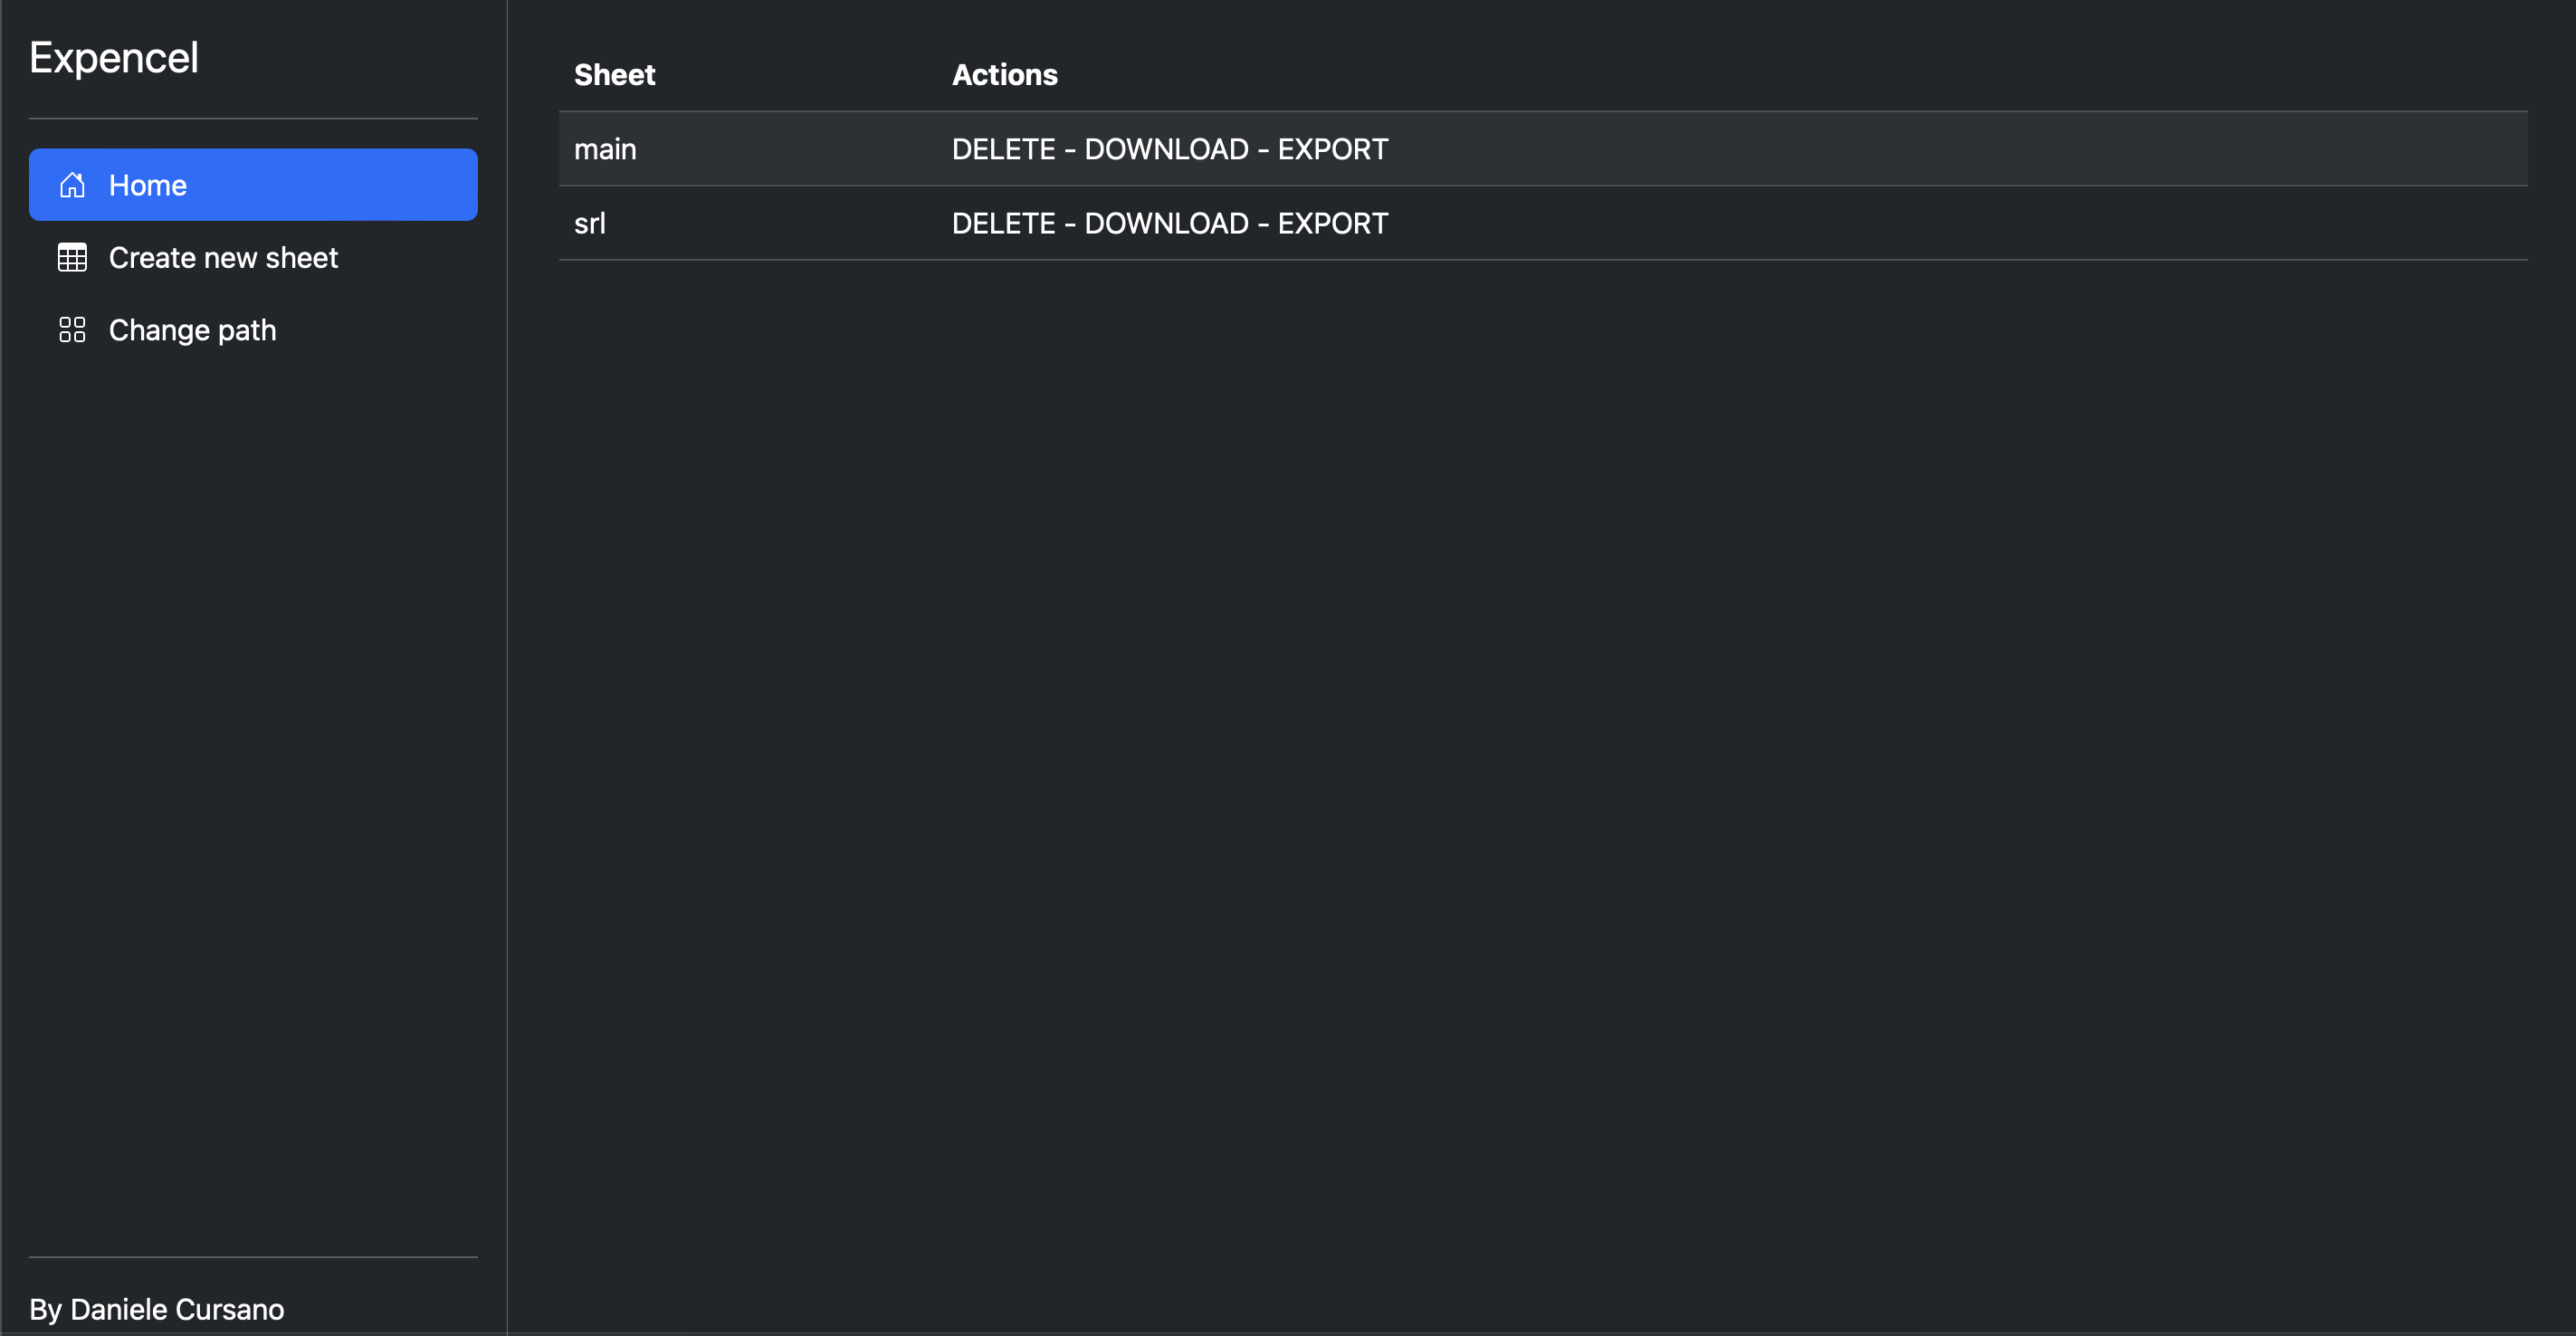 Expencel
Home
Create new sheet
Change path
By Daniele Cursano
Sheet Actions
main DELETE - DOWNLOAD - EXPORT
srl DELETE - DOWNLOAD - EXPORT